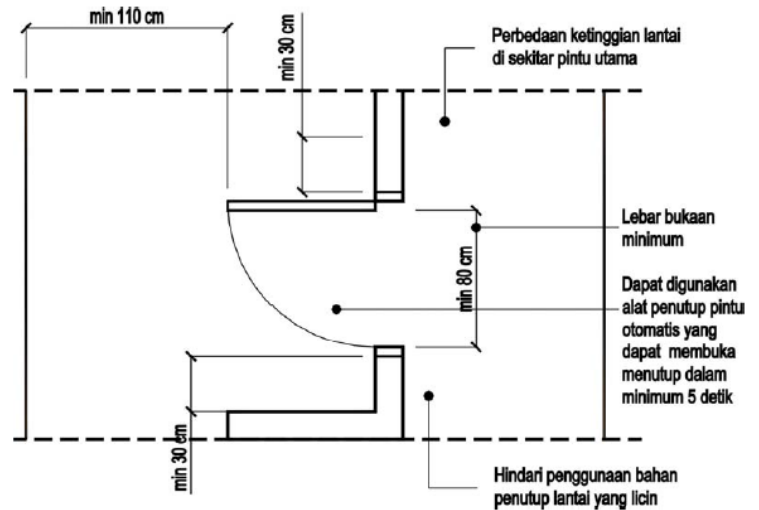 min 110 cm
min 30 cm
Perbedaan ketinggian lantai
di sekitar pintu utama
Lebar bukaan
minimum
min 80 cm
Dapat digunakan
alat penutup pintu
otomatis yang
dapat membuka
menutup dalam
minimum 5 detik
min 30 cm
Hindari penggunaan bahan
penutup lantai yang licin